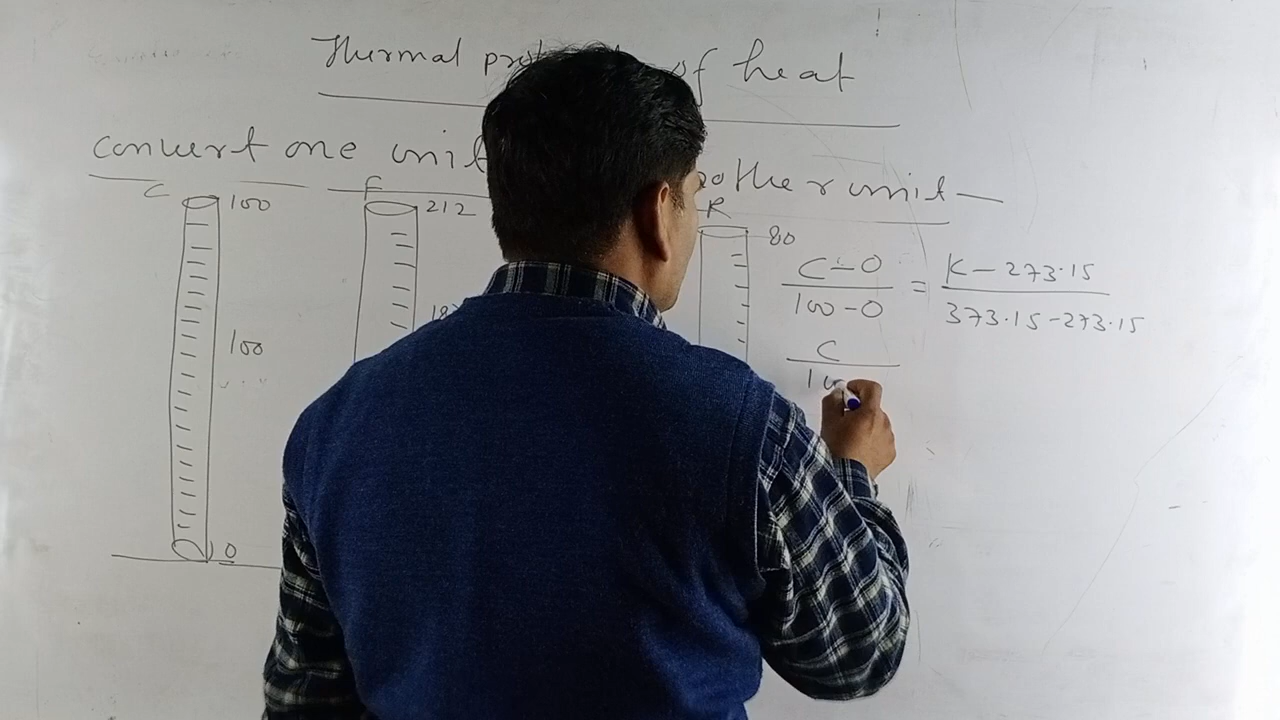 Thermal of heat
convert one unit unit
C F R
100 212 80
C - 0 / 100 - 0 = K - 273.15 / 373.15 - 273.15
100
C / 10
0